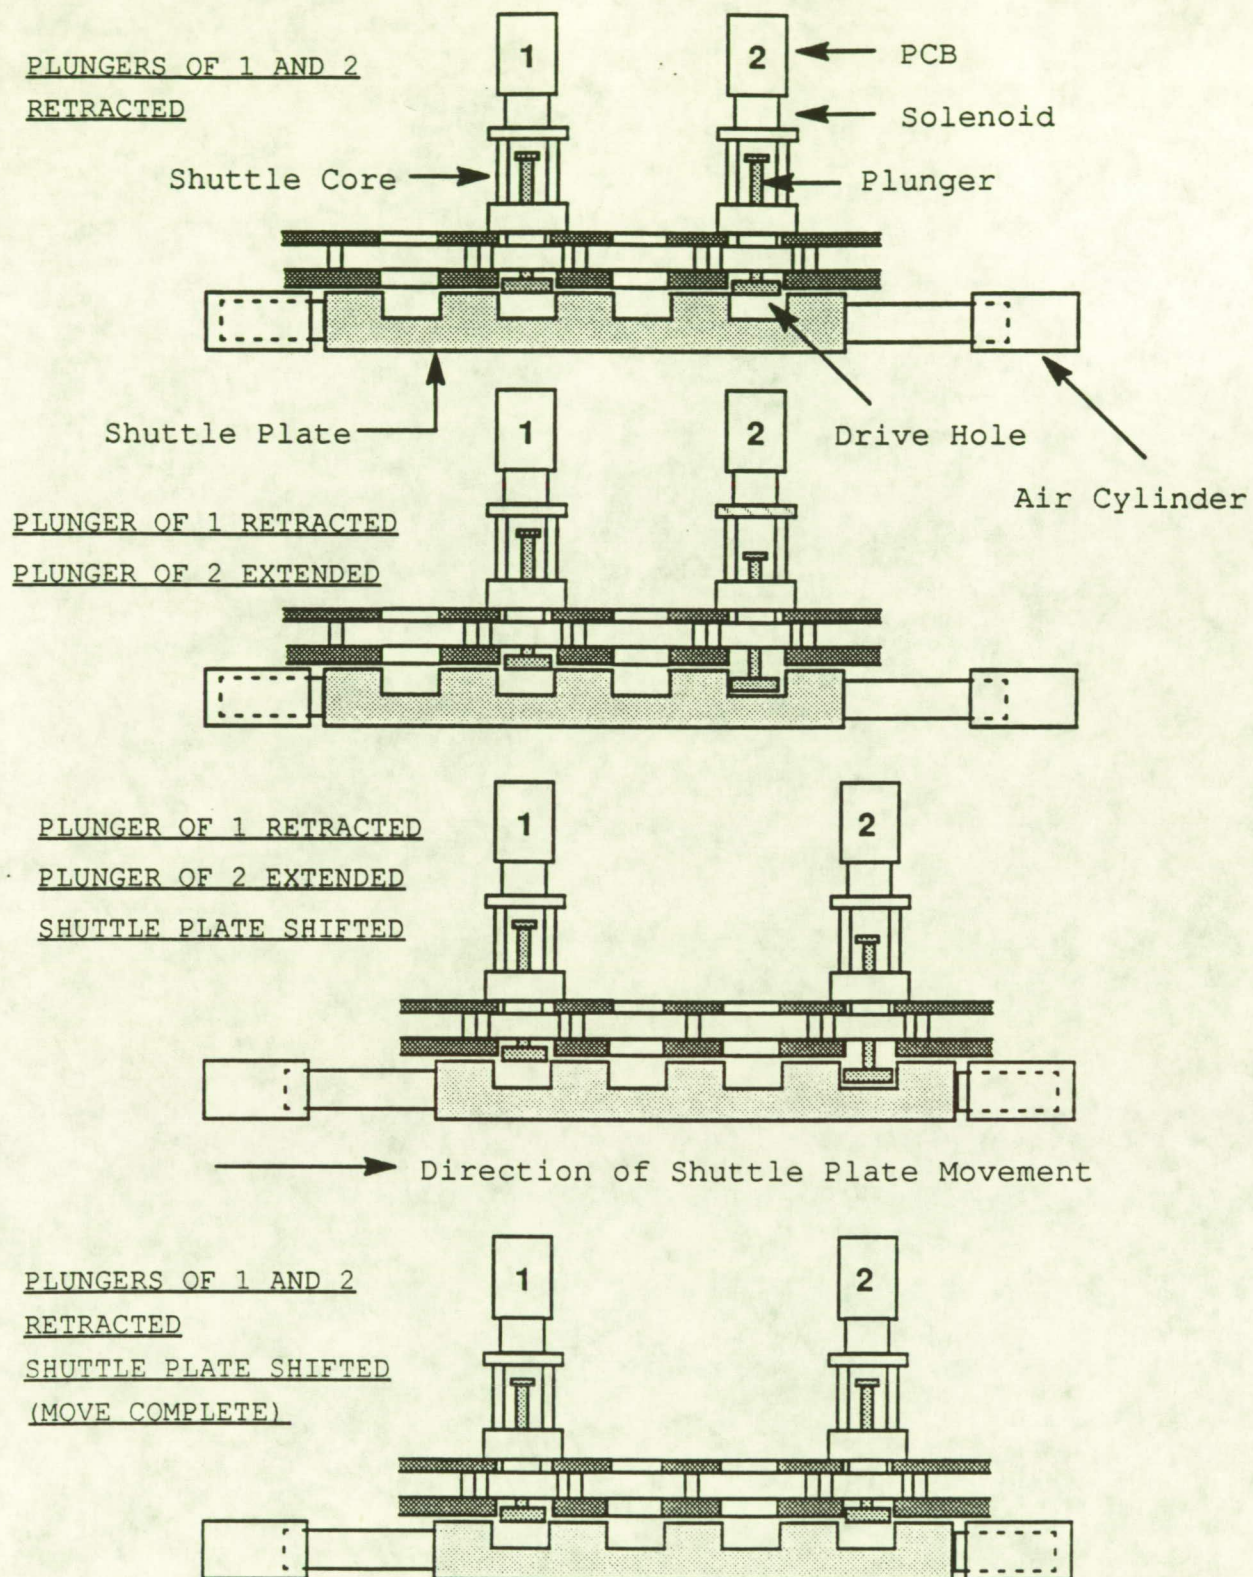 PLUNGERS OF 1 AND 2
RETRACTED
1
2
PCB
Solenoid
Shuttle Core
Plunger
Shuttle Plate
Drive Hole
Air Cylinder
PLUNGER OF 1 RETRACTED
PLUNGER OF 2 EXTENDED
1
2
PLUNGER OF 1 RETRACTED
PLUNGER OF 2 EXTENDED
SHUTTLE PLATE SHIFTED
1
2
Direction of Shuttle Plate Movement
PLUNGERS OF 1 AND 2
RETRACTED
SHUTTLE PLATE SHIFTED
(MOVE COMPLETE)
1
2